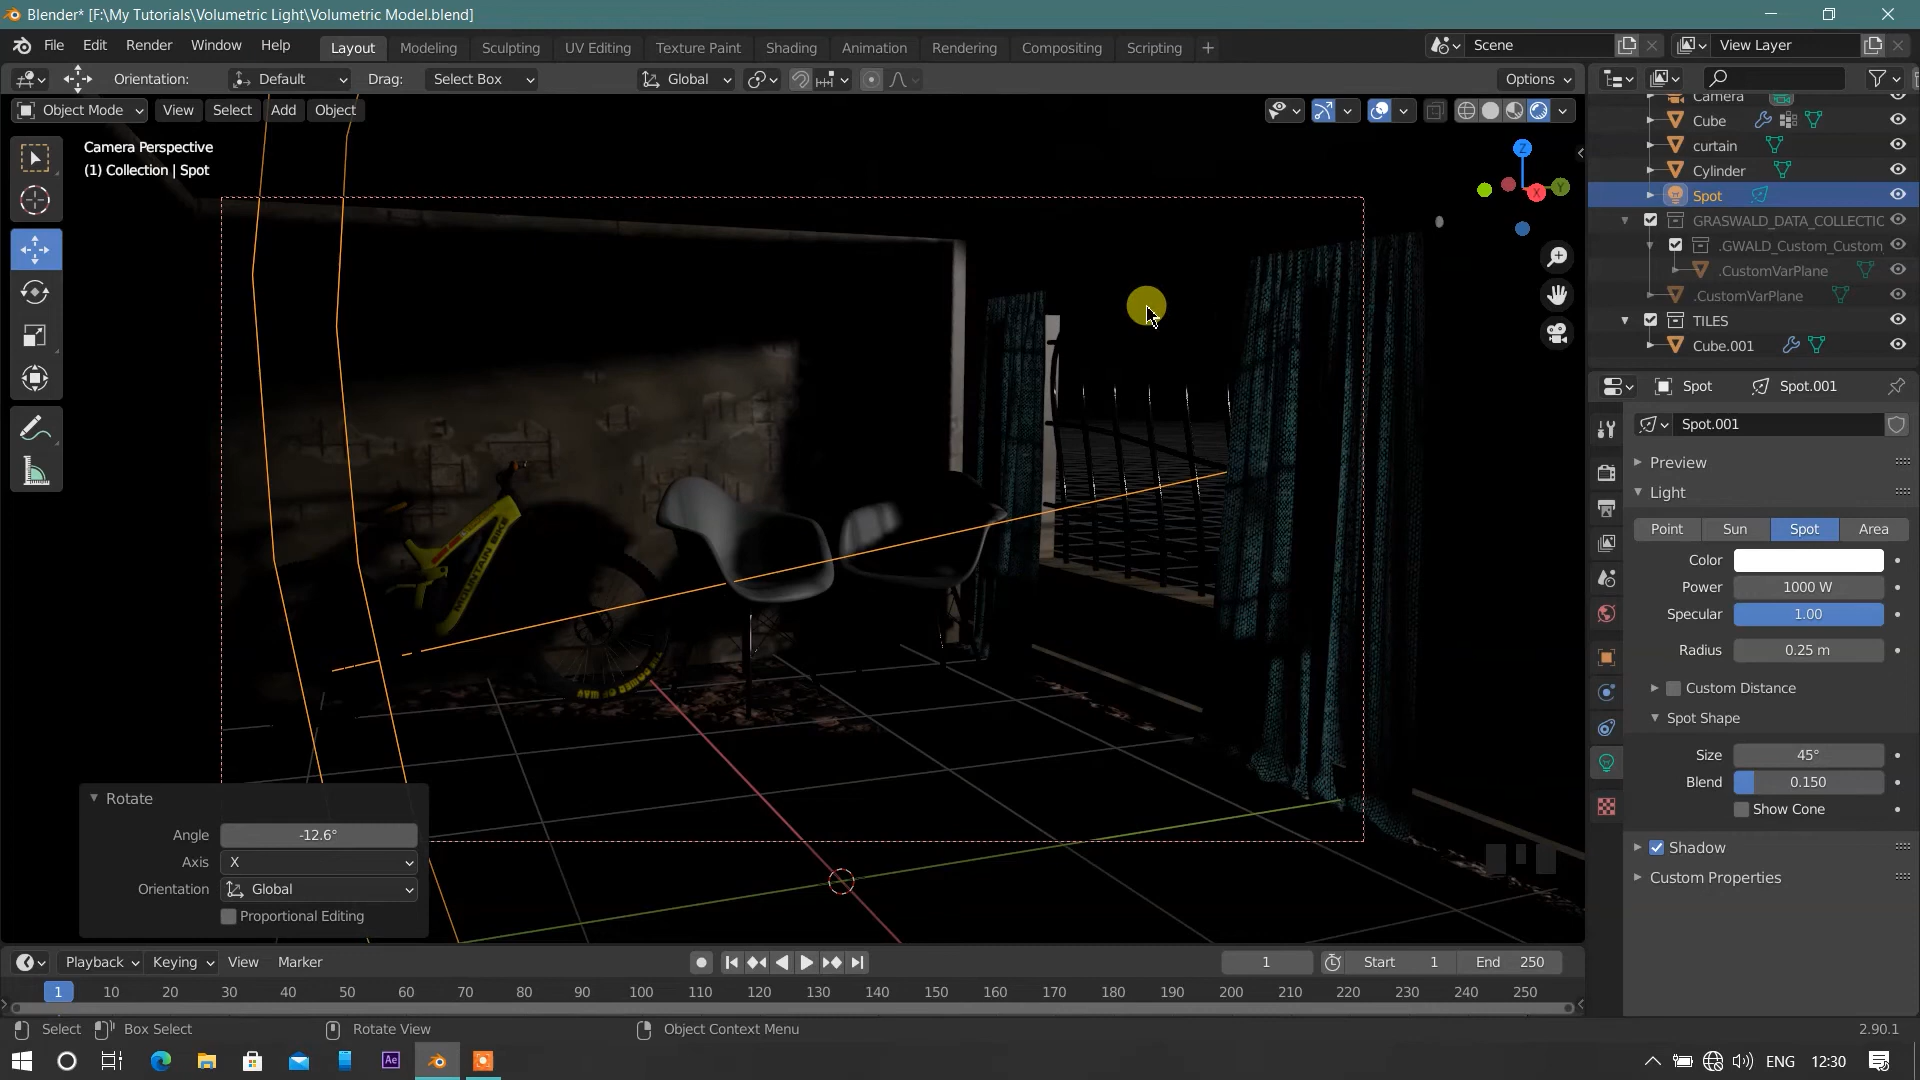 Blender* [F:\My Tutorials\Volumetric Light\Volumetric Model.blend]
File Edit Render Window Help Layout Modeling Sculpting UV Editing Texture Paint Shading Animation Rendering Compositing Scripting + Scene View Layer
Orientation: Default Drag: Select Box Global Options
Object Mode View Select Add Object
Camera Perspective
(1) Collection | Spot
Z
Y
X
Camera
Cube
curtain
Cylinder
Spot
GRASWALD_DATA_COLLECTIC
.GWALD_Custom_Custom
.CustomVarPlane
.CustomVarPlane
TILES
Cube.001
Spot Spot.001
Spot.001
Preview
Light
Point Sun Spot Area
Color
Power 1000 W
Specular 1.00
Radius 0.25 m
Custom Distance
Spot Shape
Size 45°
Blend 0.150
Show Cone
Shadow
Custom Properties
MOUNTAIN BIKE
Rotate
Angle -12.6°
Axis X
Orientation Global
Proportional Editing
Playback Keying View Marker 1 Start 1 End 250
1 10 20 30 40 50 60 70 80 90 100 110 120 130 140 150 160 170 180 190 200 210 220 230 240 250
Select Box Select Rotate View Object Context Menu 2.90.1
Ae ENG 12:30